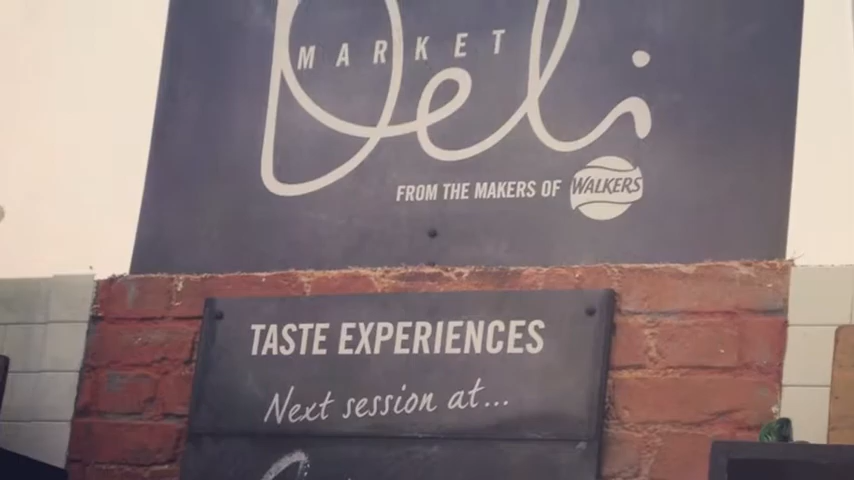 MARKET
Deli
FROM THE MAKERS OF WALKERS
TASTE EXPERIENCES
Next session at...